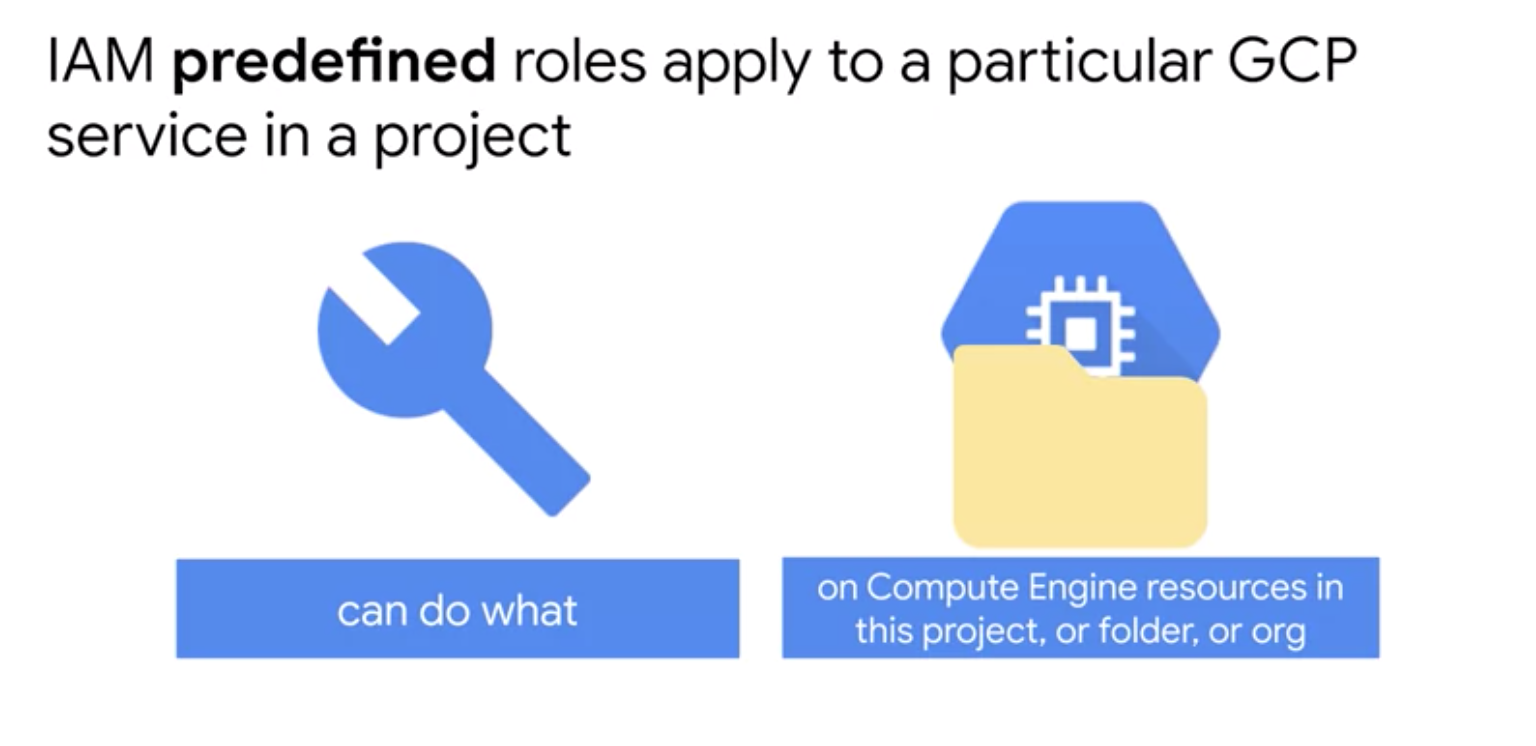 IAM predefined roles apply to a particular GCP
service in a project
can do what
on Compute Engine resources in
this project, or folder, or org